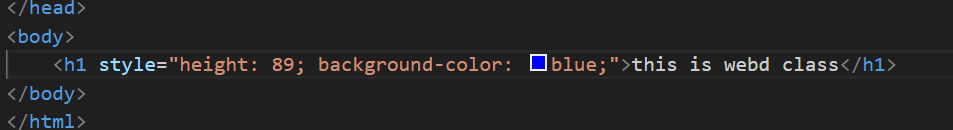 </head>
<body>
    <h1 style="height: 89; background-color: blue;">this is webd class</h1>
</body>
</html>